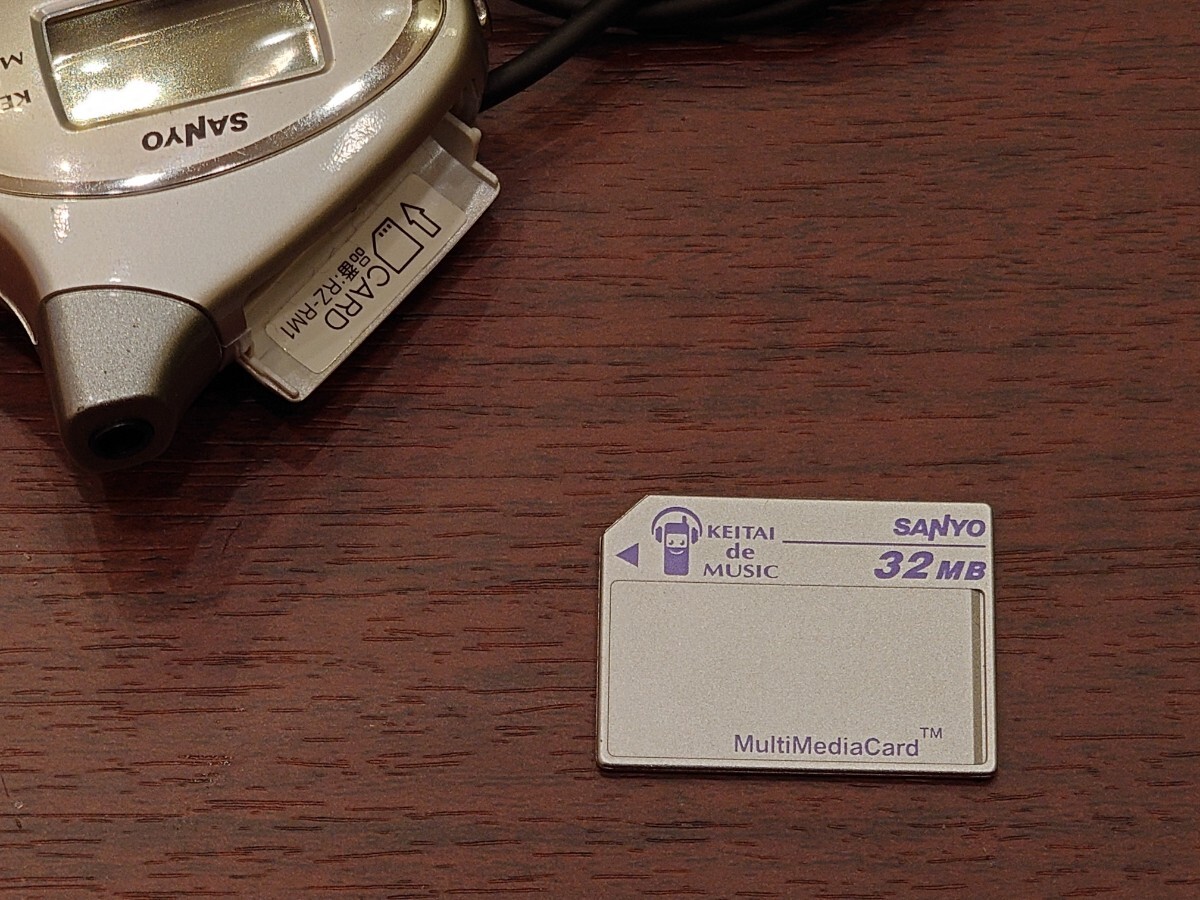 SANYO
CARD
品番:RZ-RM1
KEITAI
de
MUSIC
SANYO
32MB
MultiMediaCard™